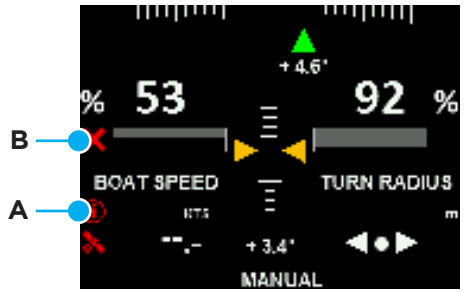 + 4.6°
% 53 92 %
B
BOAT SPEED TURN RADIUS
A
KTS m
--.- + 3.4°
MANUAL